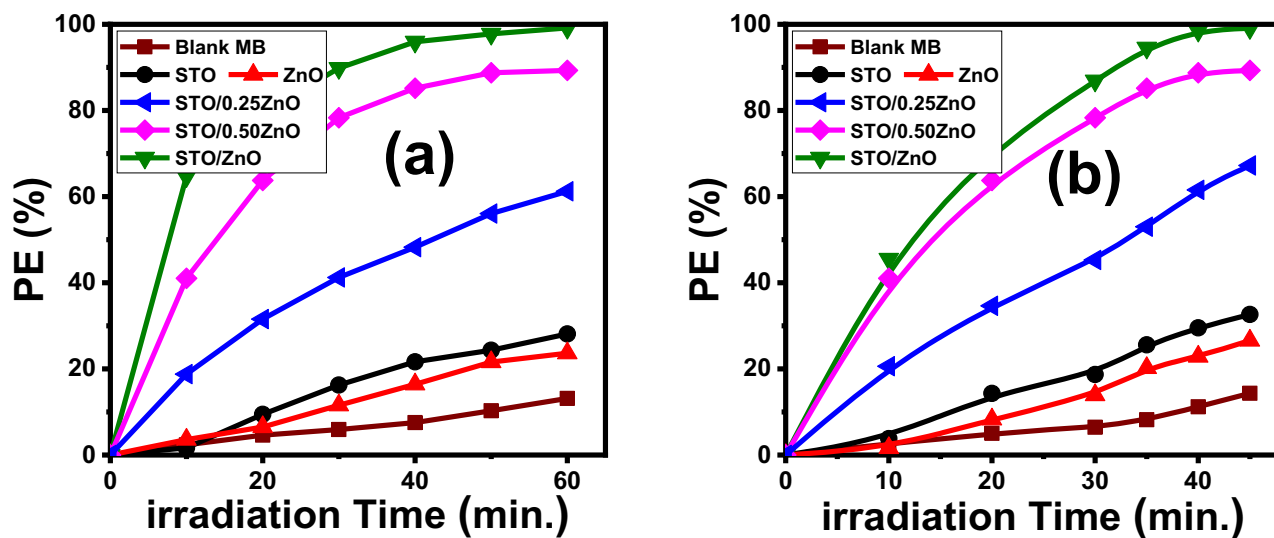 100
80
60
40
20
0
PE (%)
Blank MB
STO ZnO
STO/0.25ZnO
STO/0.50ZnO
STO/ZnO
(a)
0 20 40 60
irradiation Time (min.)
100
80
60
40
20
0
PE (%)
Blank MB
STO ZnO
STO/0.25ZnO
STO/0.50ZnO
STO/ZnO
(b)
0 10 20 30 40
irradiation Time (min.)